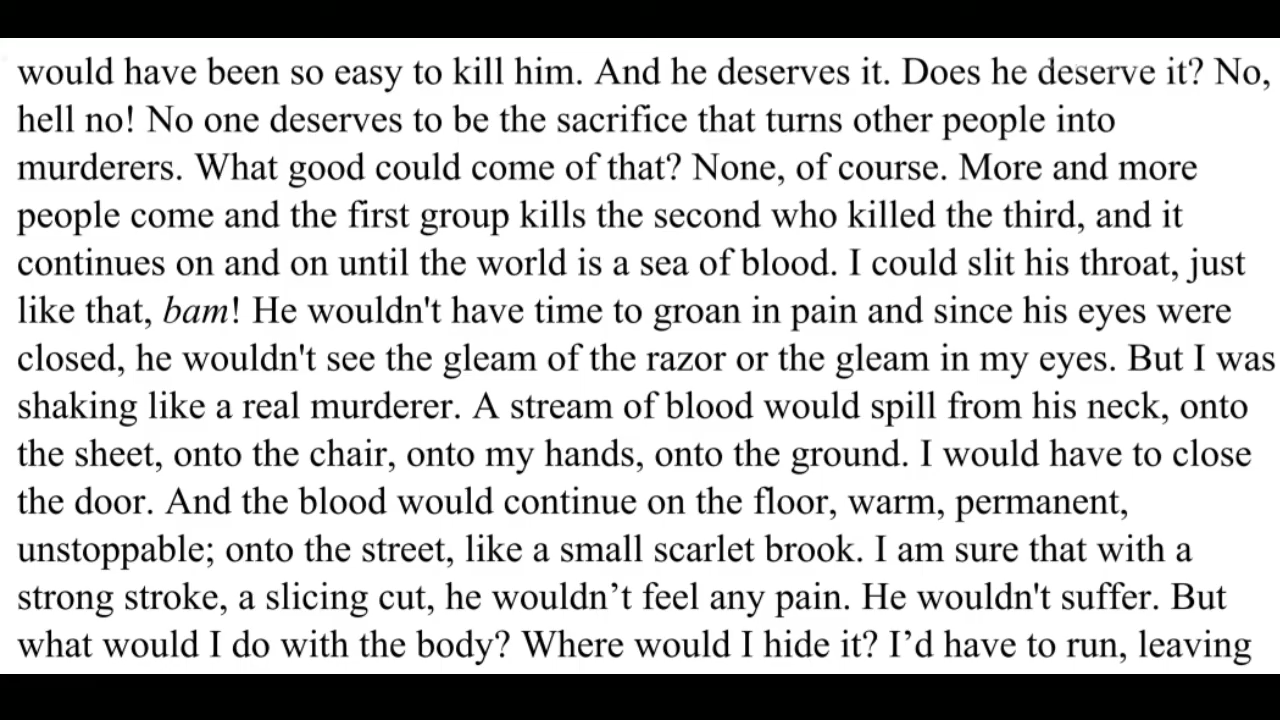 would have been so easy to kill him. And he deserves it. Does he deserve it? No,
hell no! No one deserves to be the sacrifice that turns other people into
murderers. What good could come of that? None, of course. More and more
people come and the first group kills the second who killed the third, and it
continues on and on until the world is a sea of blood. I could slit his throat, just
like that, bam! He wouldn't have time to groan in pain and since his eyes were
closed, he wouldn't see the gleam of the razor or the gleam in my eyes. But I was
shaking like a real murderer. A stream of blood would spill from his neck, onto
the sheet, onto the chair, onto my hands, onto the ground. I would have to close
the door. And the blood would continue on the floor, warm, permanent,
unstoppable; onto the street, like a small scarlet brook. I am sure that with a
strong stroke, a slicing cut, he wouldn’t feel any pain. He wouldn't suffer. But
what would I do with the body? Where would I hide it? I’d have to run, leaving